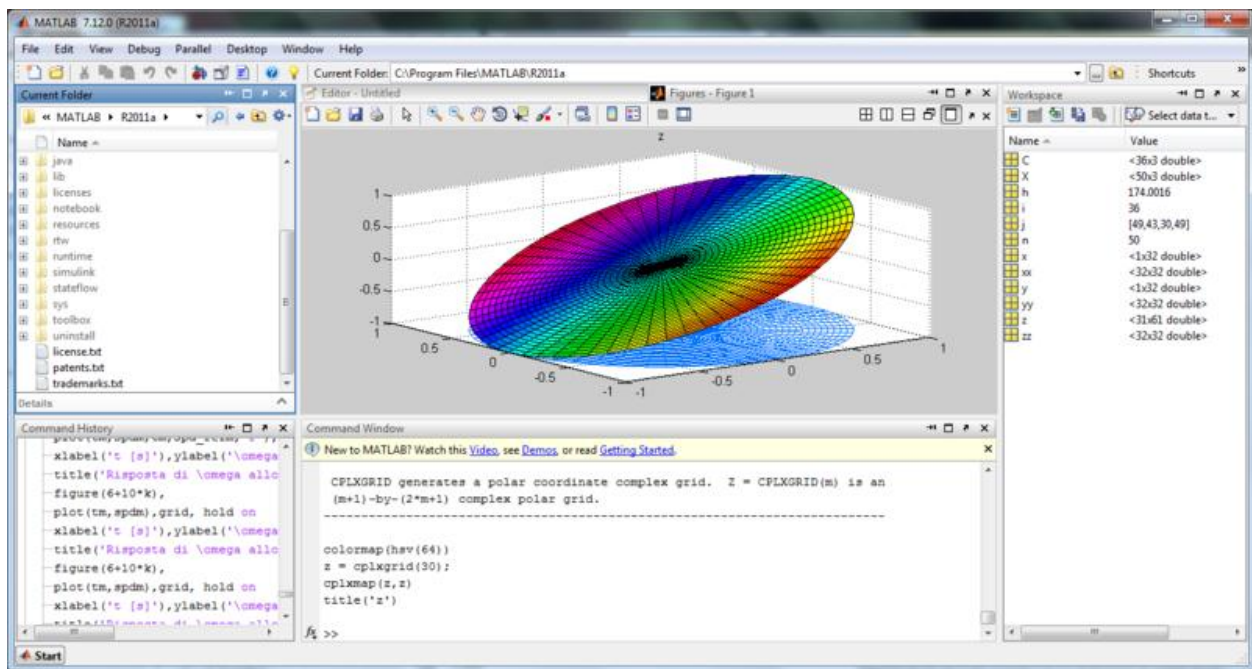 MATLAB 7.12.0 (R2011a)
File Edit View Debug Parallel Desktop Window Help
Current Folder: C:\Program Files\MATLAB\R2011a
Shortcuts
Current Folder
« MATLAB R2011a
Name
java
lib
licenses
notebook
resources
rtw
runtime
simulink
stateflow
sys
toolbox
uninstall
license.txt
patents.txt
trademarks.txt
Details
Editor - Untitled
Figures - Figure 1
z
1
0.5
0
-0.5
-1
1
0.5
0
-0.5
-1
-1
-0.5
0
0.5
1
Workspace
Select data t...
Name Value
C <36x3 double>
X <50x3 double>
h 174.0016
i 36
j [49,43,30,49]
n 50
x <1x32 double>
xx <32x32 double>
y <1x32 double>
yy <32x32 double>
z <31x61 double>
zz <32x32 double>
Command History
xlabel('t [s]'),ylabel('\omega
title('Risposta di \omega allo
figure(6+10*k),
plot(tm,spdm),grid, hold on
xlabel('t [s]'),ylabel('\omega
title('Risposta di \omega allo
figure(6+10*k),
plot(tm,spdm),grid, hold on
xlabel('t [s]'),ylabel('\omega
Command Window
New to MATLAB? Watch this Video, see Demos, or read Getting Started.
CPLXGRID generates a polar coordinate complex grid. Z = CPLXGRID(m) is an
(m+1)-by-(2*m+1) complex polar grid.
colormap(hsv(64))
z = cplxgrid(30);
cplxmap(z,z)
title('z')
fx >>
Start